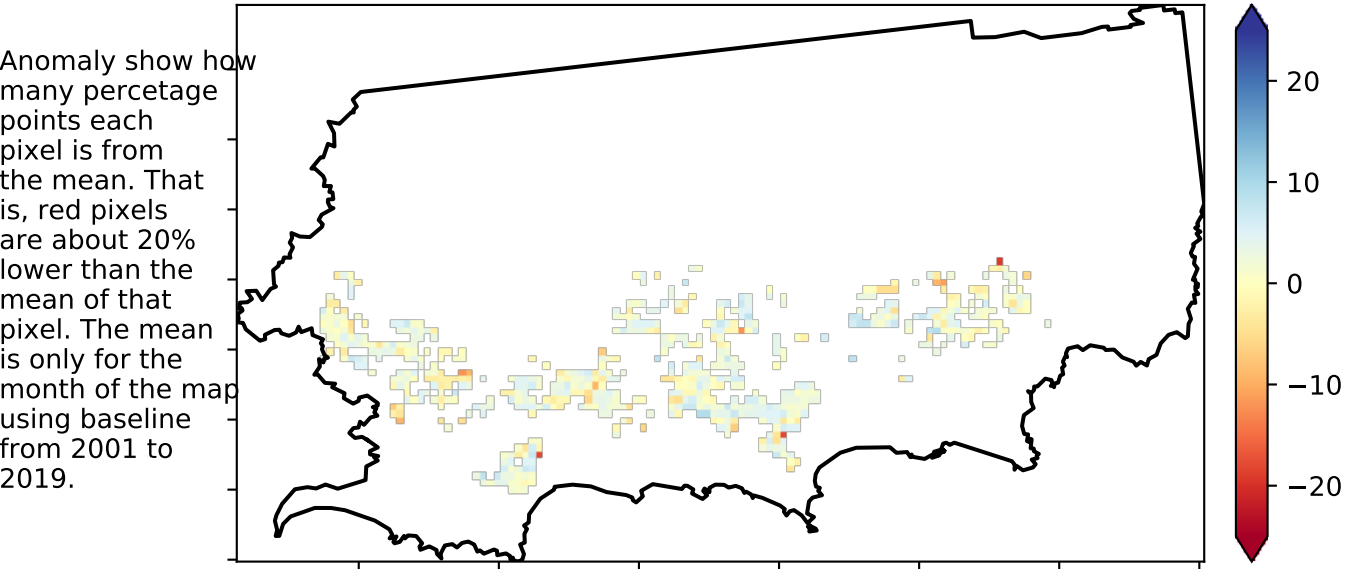 Anomaly show how
many percetage
points each
pixel is from
the mean. That
is, red pixels
are about 20%
lower than the
mean of that
pixel. The mean
is only for the
month of the map
using baseline
from 2001 to
2019.
20
10
0
−10
−20